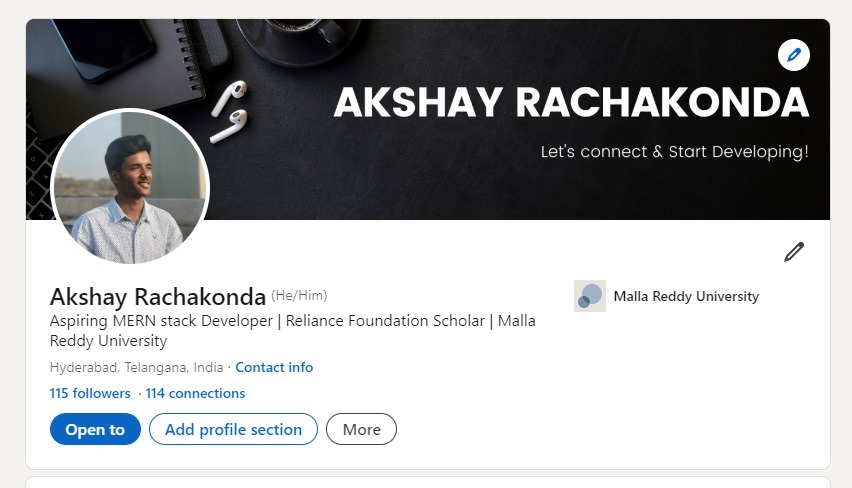 AKSHAY RACHAKONDA
Let's connect & Start Developing!
Akshay Rachakonda (He/Him)
Malla Reddy University
Aspiring MERN stack Developer | Reliance Foundation Scholar | Malla
Reddy University
Hyderabad, Telangana, India · Contact info
115 followers · 114 connections
Open to
Add profile section
More